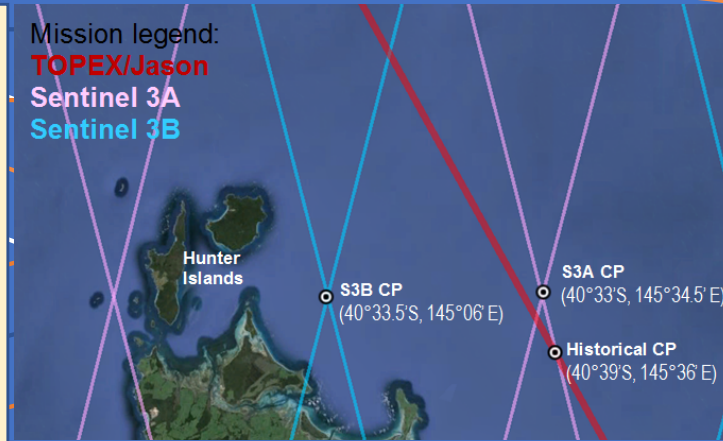 Mission legend:
TOPEX/Jason
Sentinel 3A
Sentinel 3B
Hunter
Islands
S3B CP
(40°33.5'S, 145°06' E)
S3A CP
(40°33'S, 145°34.5' E)
Historical CP
(40°39'S, 145°36' E)